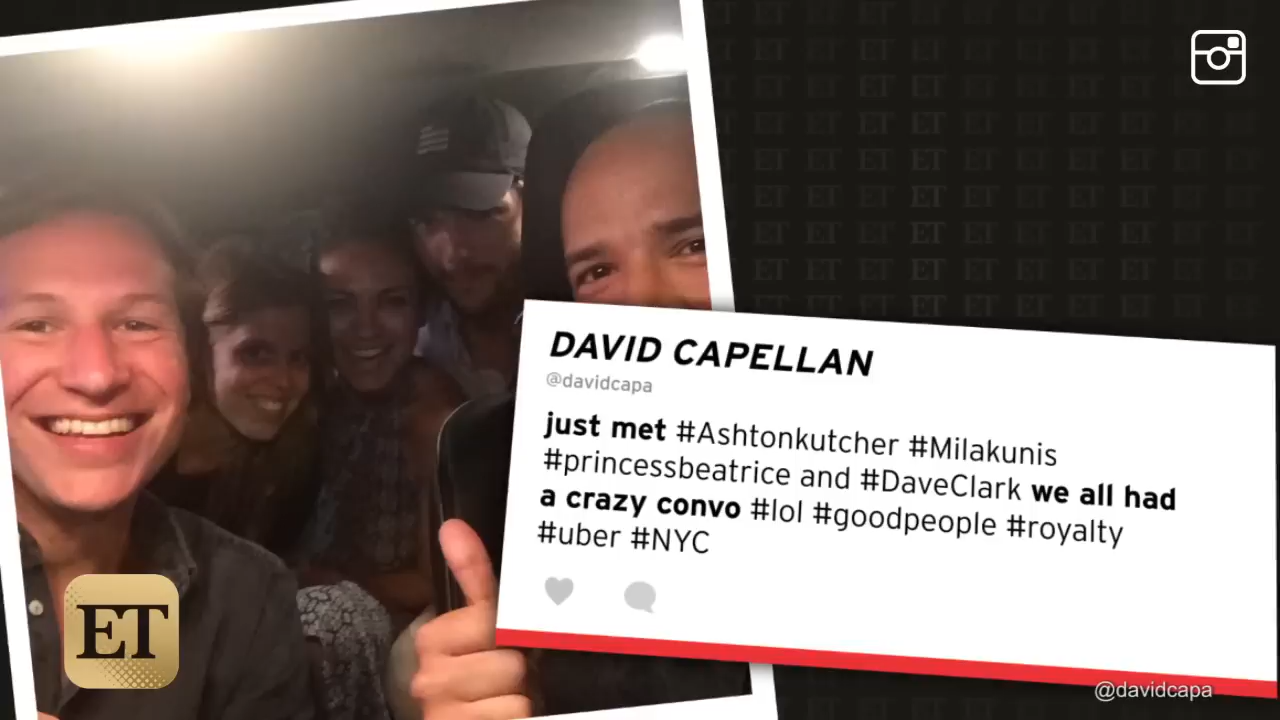 DAVID CAPELLAN
@davidcapa
just met #Ashtonkutcher #Milakunis
#princessbeatrice and #DaveClark we all had
a crazy convo #lol #goodpeople #royalty
#uber #NYC
ET
@davidcapa